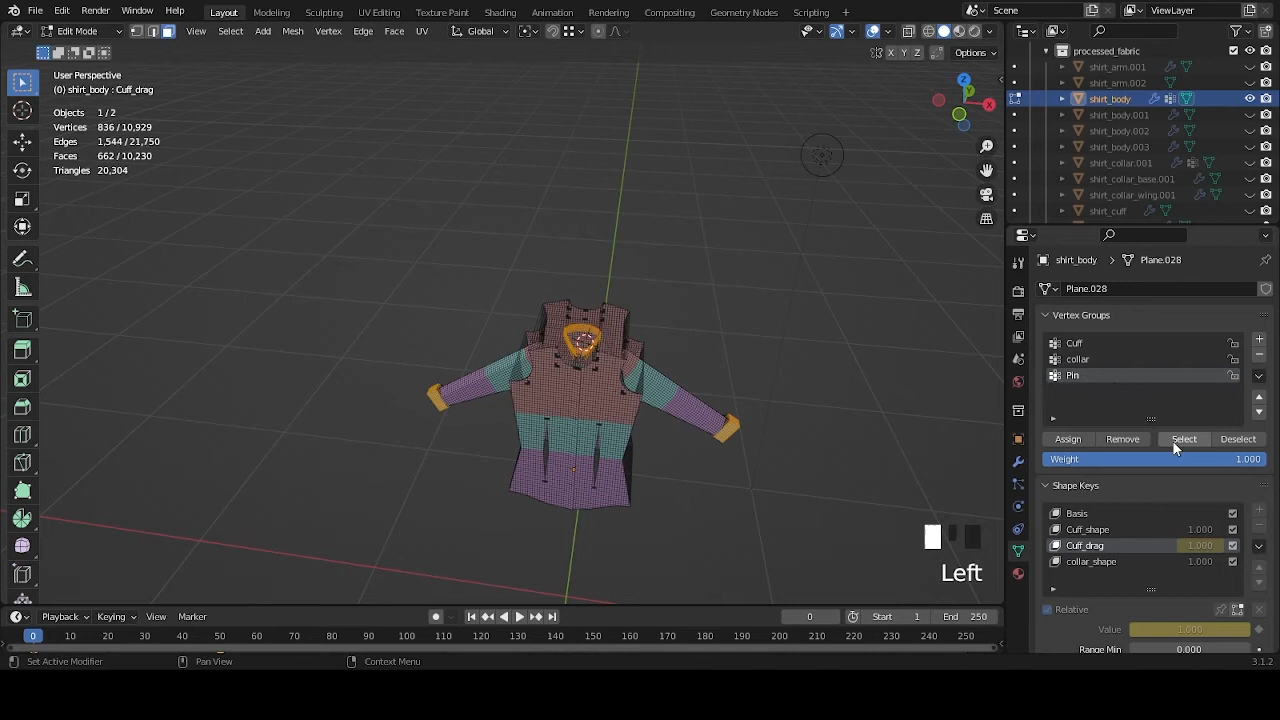 File Edit Render Window Help
Layout Modeling Sculpting UV Editing Texture Paint Shading Animation Rendering Compositing Geometry Nodes Scripting +
Scene
ViewLayer
Edit Mode View Select Add Mesh Vertex Edge Face UV Global
X Y Z Options
User Perspective
(0) shirt_body : Cuff_drag
Objects 1/2
Vertices 836 / 10,929
Edges 1,544 / 21,750
Faces 662 / 10,230
Triangles 20,304
Z
Y
X
Left
processed_fabric
shirt_arm.001
shirt_arm.002
shirt_body
shirt_body.001
shirt_body.002
shirt_body.003
shirt_collar.001
shirt_collar_base.001
shirt_collar_wing.001
shirt_cuff
shirt_body > Plane.028
Plane.028
Vertex Groups
Cuff
collar
Pin
Assign Remove Select Deselect
Weight 1.000
Shape Keys
Basis
Cuff_shape 1.000
Cuff_drag 1.000
collar_shape 1.000
Relative
Value 1.000
Range Min 0.000
Playback Keying View Marker
0 Start 1 End 250
0 10 20 30 40 50 60 70 80 90 100 110 120 130 140 150 160 170 180 190 200 210 220 230 240 250
Set Active Modifier Pan View Context Menu 3.1.2